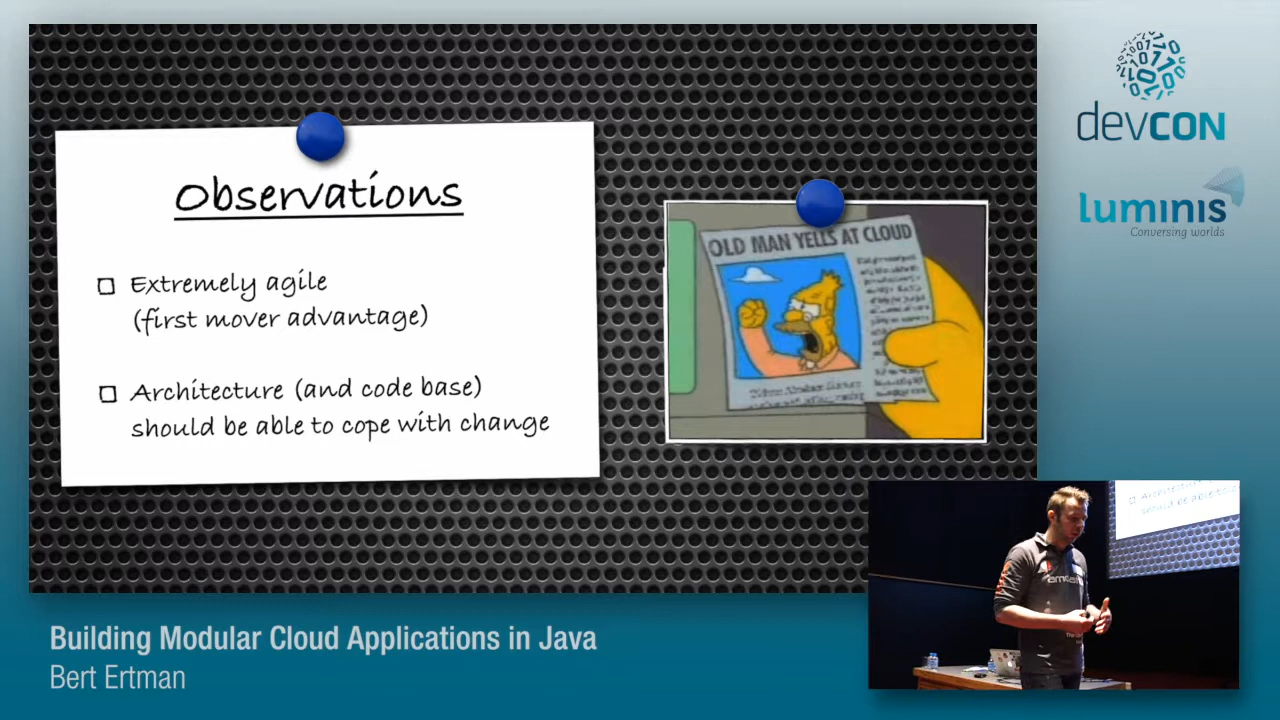 Observations
Extremely agile
(first mover advantage)
Architecture (and code base)
should be able to cope with change
OLD MAN YELLS AT CLOUD
devCON
luminis
Conversing worlds
Building Modular Cloud Applications in Java
Bert Ertman